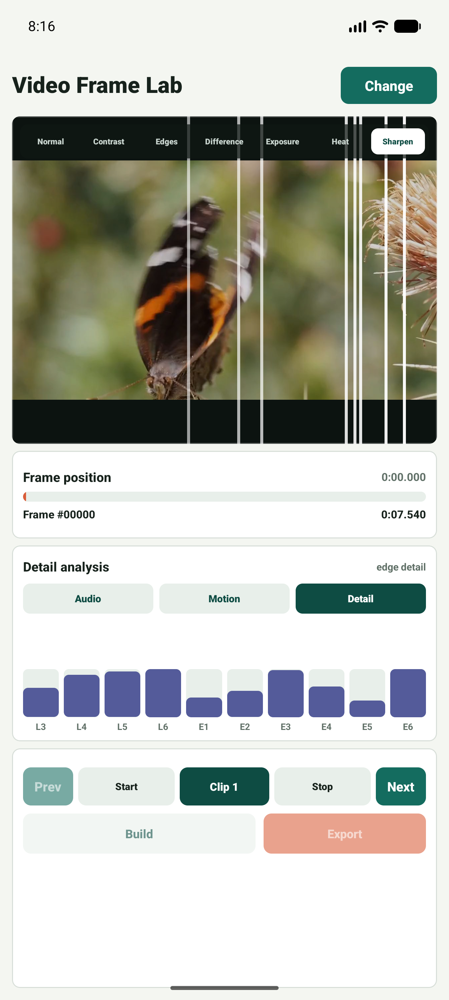 8:16
Video Frame Lab
Change
Normal Contrast Edges Difference Exposure Heat Sharpen
Frame position 0:00.000
Frame #00000 0:07.540
Detail analysis edge detail
Audio Motion Detail
L3 L4 L5 L6 E1 E2 E3 E4 E5 E6
Prev Start Clip 1 Stop Next
Build Export